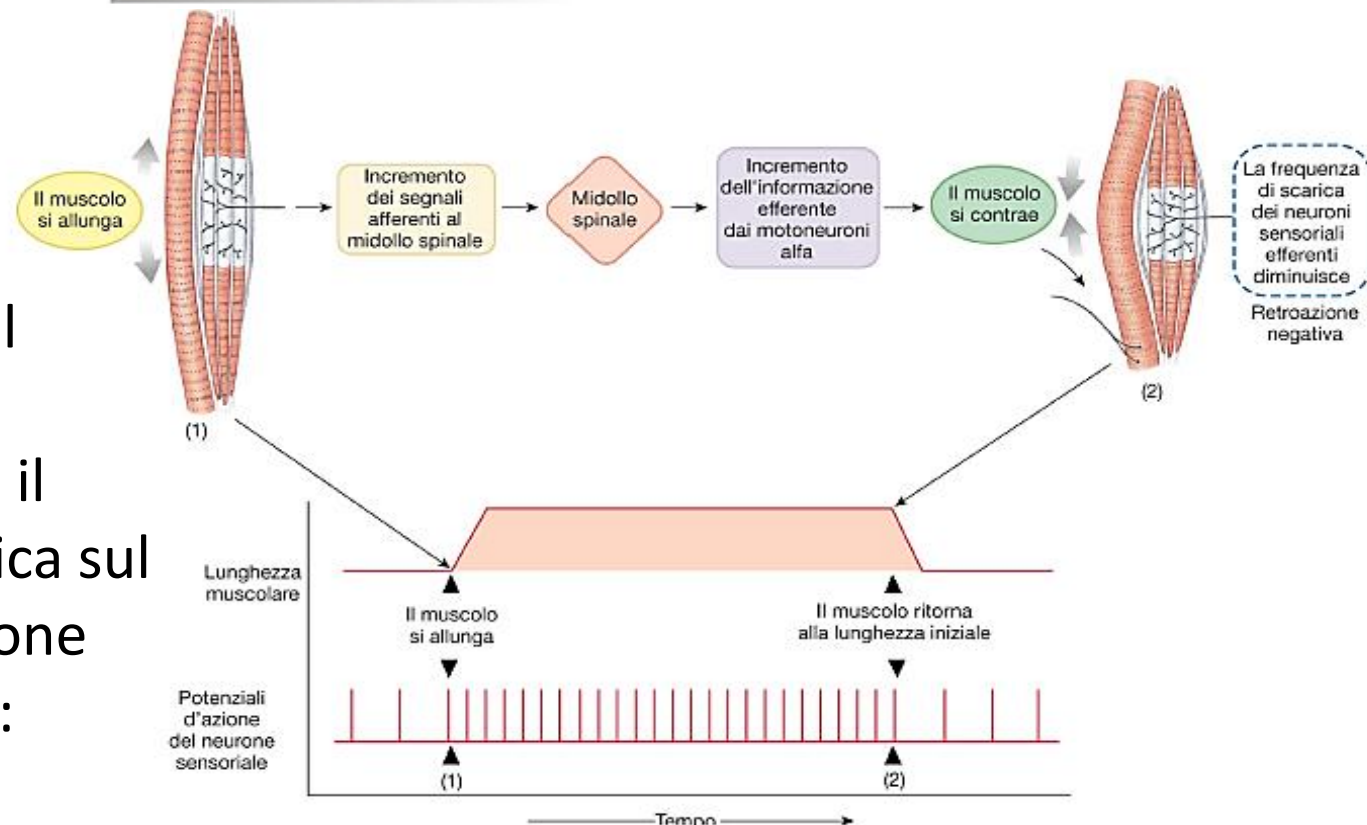 Il muscolo
si allunga
Incremento
dei segnali
afferenti al
midollo spinale
Midollo
spinale
Incremento
dell'informazione
efferente
dai motoneuroni
alfa
Il muscolo
si contrae
La frequenza
di scarica
dei neuroni
sensoriali
efferenti
diminuisce
Retroazione
negativa
(1)
(2)
l
il
ica sul
one
:
Lunghezza
muscolare
Il muscolo
si allunga
Il muscolo ritorna
alla lunghezza iniziale
Potenziali
d'azione
del neurone
sensoriale
(1)
(2)
Tempo